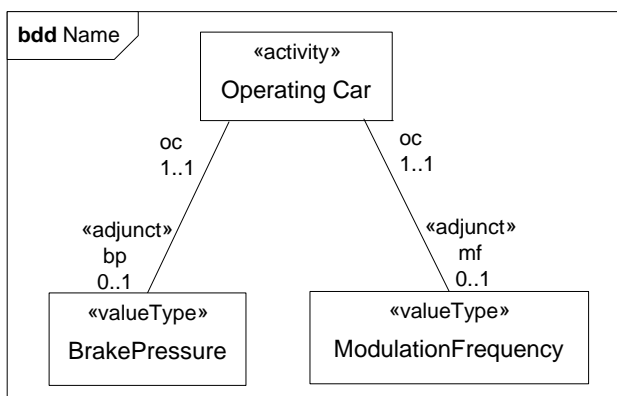 bdd Name
«activity»
Operating Car
oc
1..1
oc
1..1
«adjunct»
bp
0..1
«adjunct»
mf
0..1
«valueType»
BrakePressure
«valueType»
ModulationFrequency